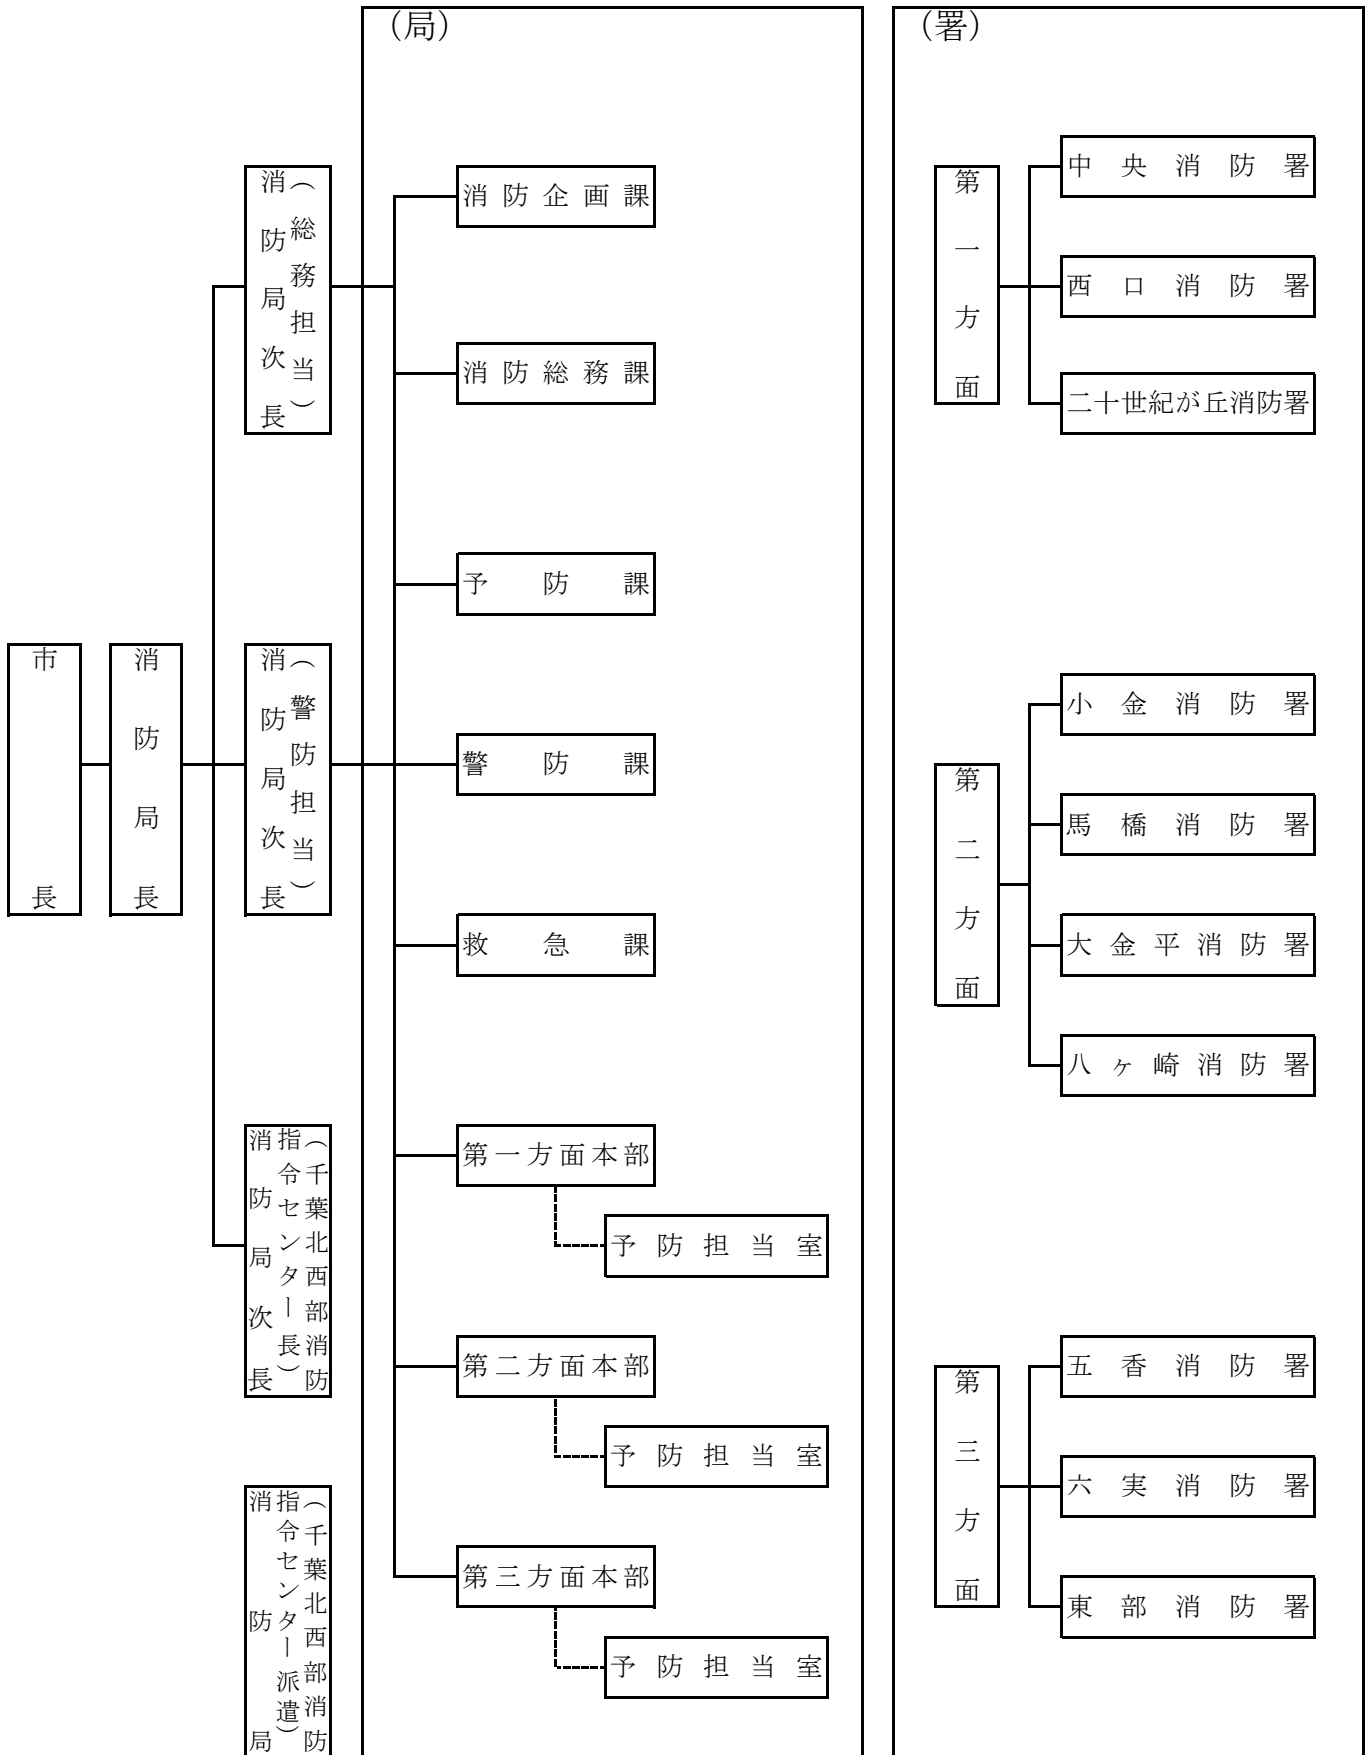 市長
消防局長
消防局次長
（総務担当）
消防局次長
（警防担当）
消防局次長
（千葉北西部消防
指令センター長）
消防局
（千葉北西部消防
指令センター派遣）
（局）
消防企画課
消防総務課
予防課
警防課
救急課
第一方面本部
予防担当室
第二方面本部
予防担当室
第三方面本部
予防担当室
（署）
第一方面
中央消防署
西口消防署
二十世紀が丘消防署
第二方面
小金消防署
馬橋消防署
大金平消防署
八ヶ崎消防署
第三方面
五香消防署
六実消防署
東部消防署